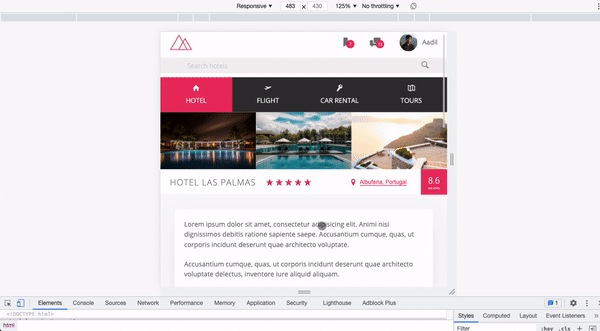 Responsive ▾ 483 x 430 125% ▾ No throttling ▾
Aadil
Search hotels
HOTEL FLIGHT CAR RENTAL TOURS
HOTEL LAS PALMAS ★★★★★ Albuferia, Portugal 8.6
Lorem ipsum dolor sit amet, consectetur adipisicing elit. Animi nisi
dignissimos debitis ratione sapiente saepe. Accusantium cumque, quas, ut
corporis incidunt deserunt quae architecto voluptate.
Accusantium cumque, quas, ut corporis incidunt deserunt quae architecto
voluptate delectus, inventore iure aliquid aliquam.
Elements Console Sources Network Performance Memory Application Security Lighthouse Adblock Plus 1
<!DOCTYPE html>
html
Styles Computed Layout Event Listeners
Filter :hov .cls